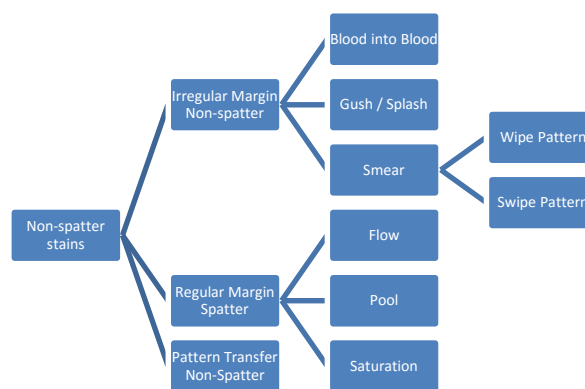 Blood into Blood
Irregular Margin
Non-spatter
Gush / Splash
Wipe Pattern
Smear
Swipe Pattern
Non-spatter
stains
Flow
Regular Margin
Spatter
Pool
Pattern Transfer
Non-Spatter
Saturation